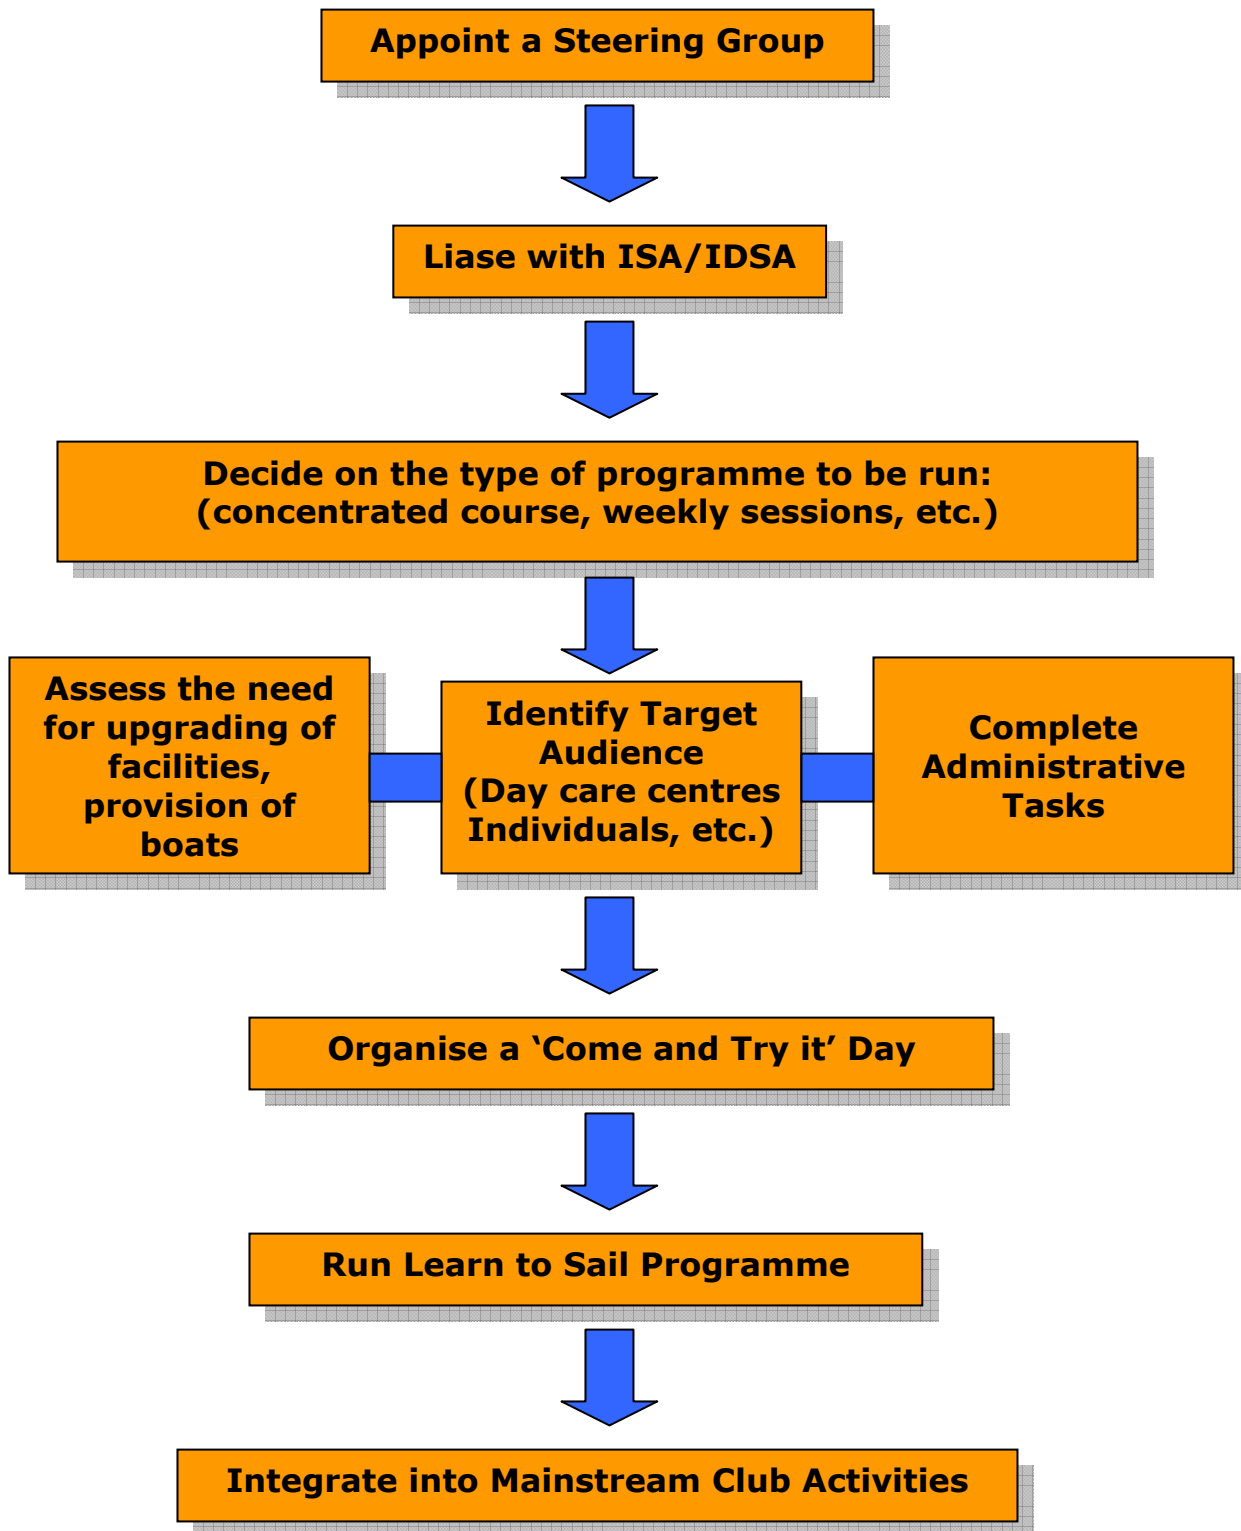 Appoint a Steering Group
Liase with ISA/IDSA
Decide on the type of programme to be run:
(concentrated course, weekly sessions, etc.)
Assess the need
for upgrading of
facilities,
provision of
boats
Identify Target
Audience
(Day care centres
Individuals, etc.)
Complete
Administrative
Tasks
Organise a ‘Come and Try it’ Day
Run Learn to Sail Programme
Integrate into Mainstream Club Activities